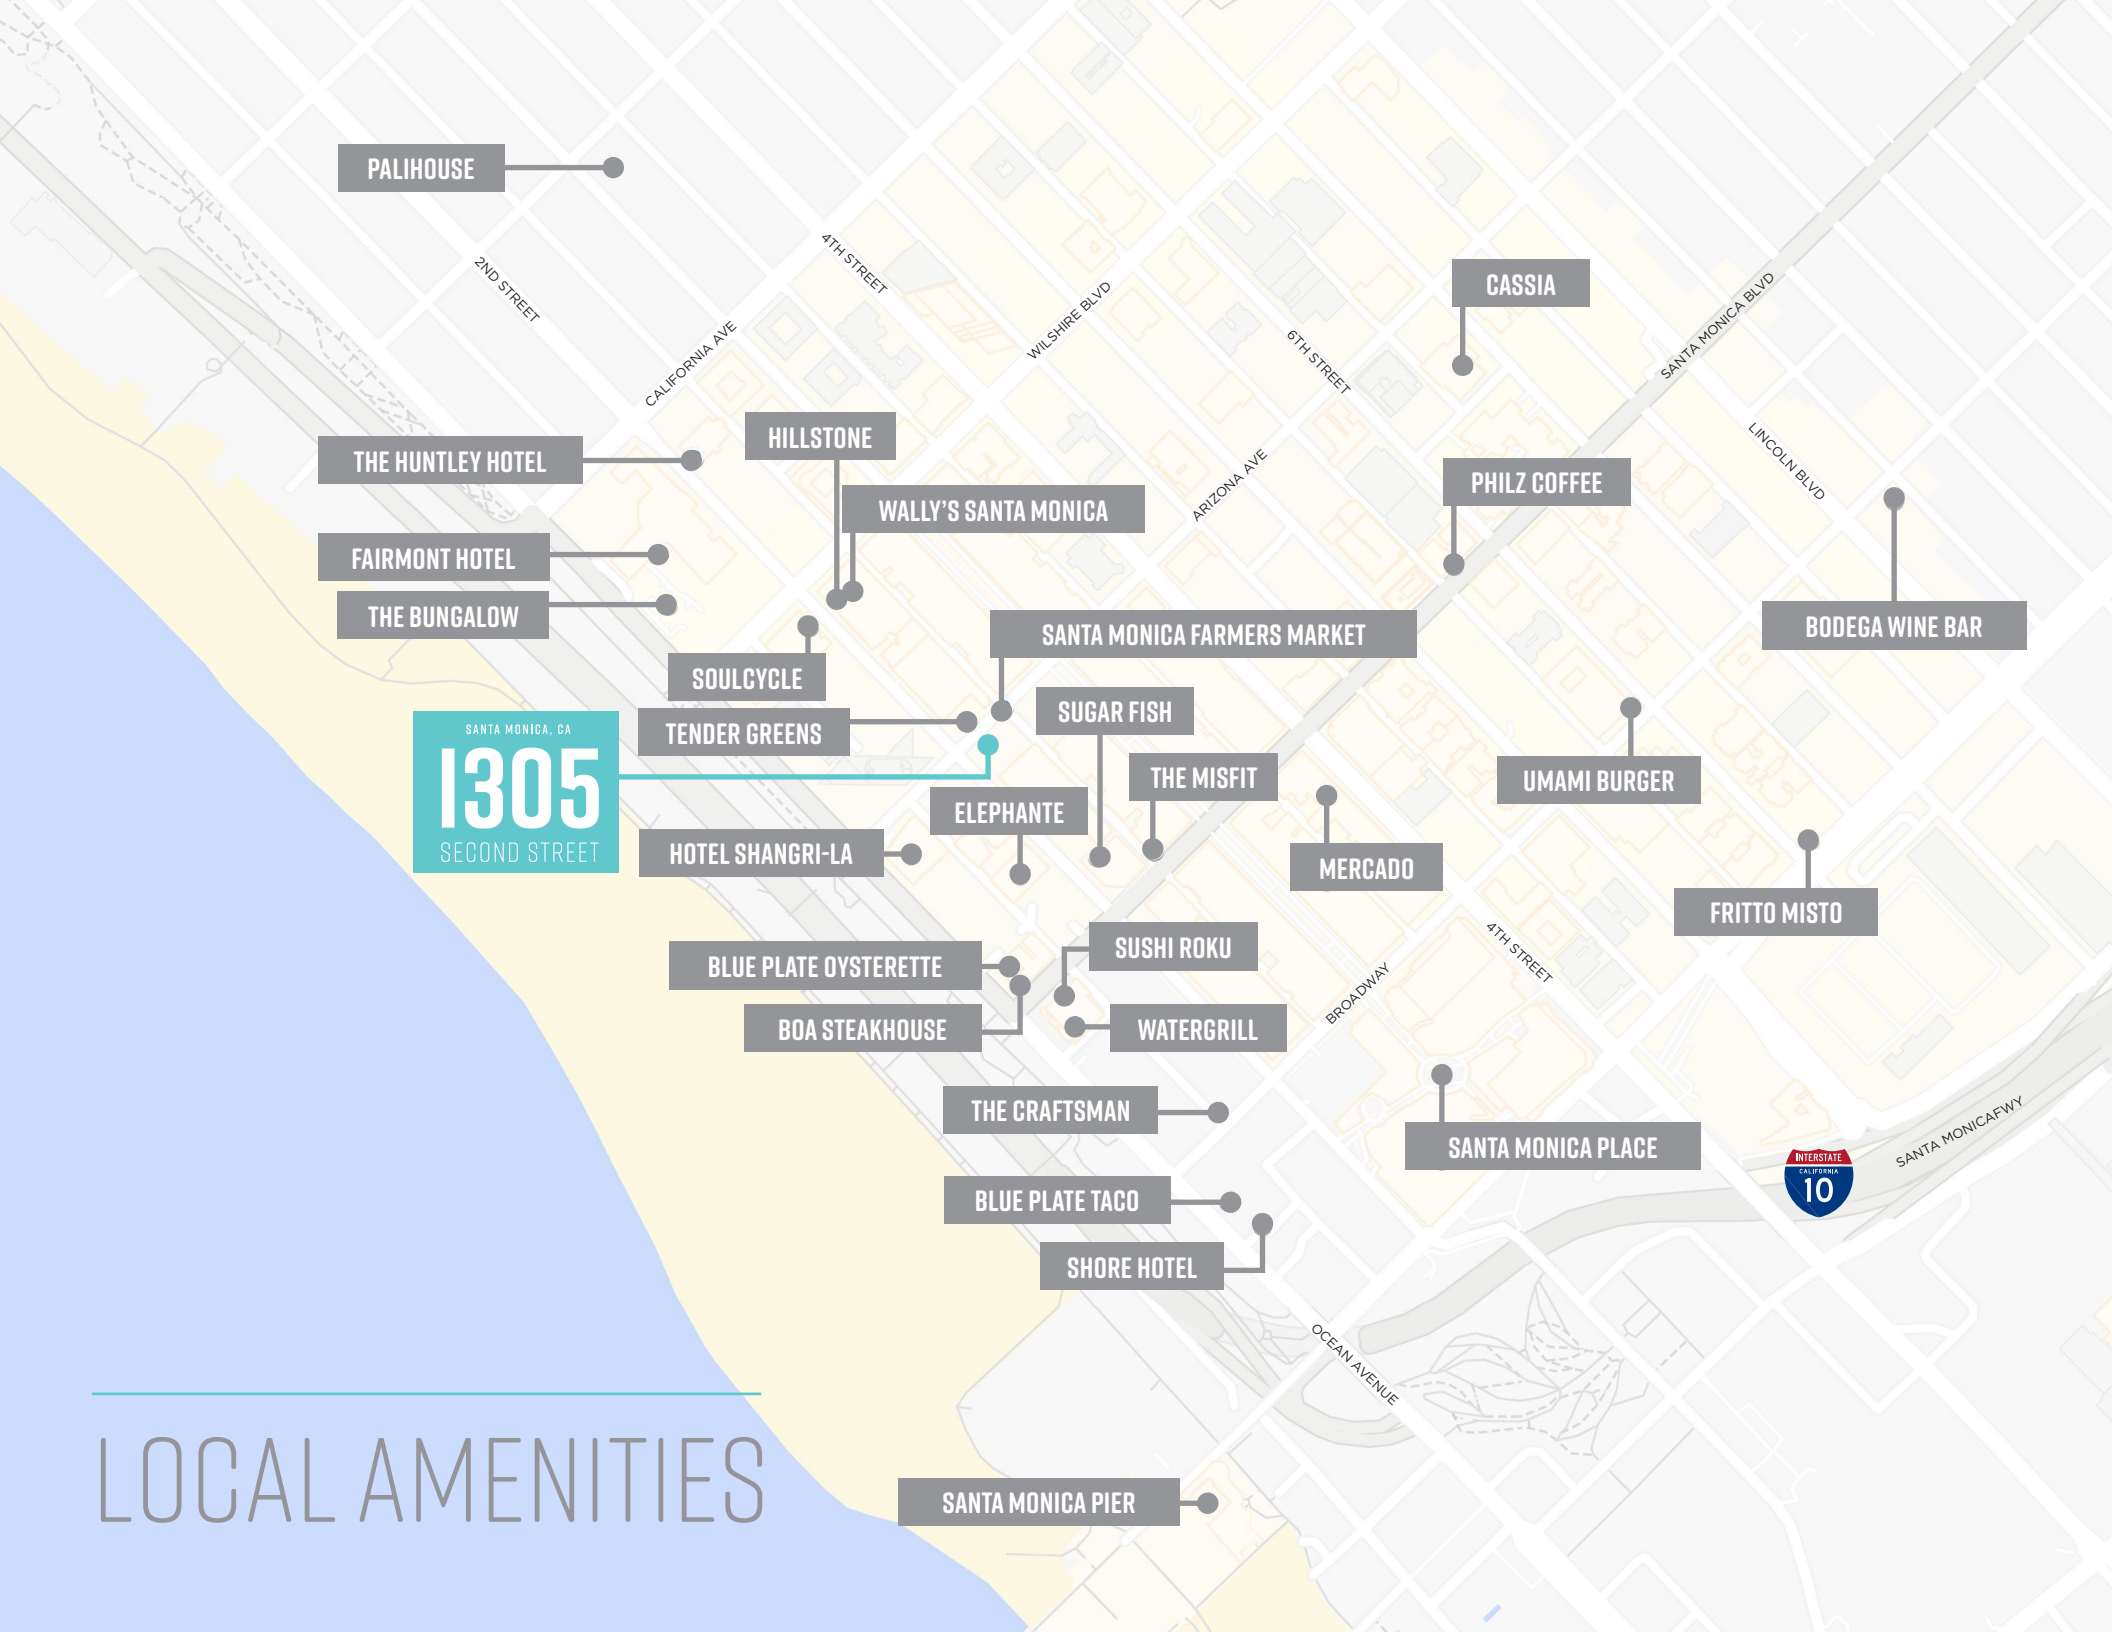 PALIHOUSE
4TH STREET
2ND STREET
CASSIA
SANTA MONICA BLVD
WILSHIRE BLVD
CALIFORNIA AVE
6TH STREET
HILLSTONE
THE HUNTLEY HOTEL
LINCOLN BLVD
ARIZONA AVE
PHILZ COFFEE
WALLY'S SANTA MONICA
FAIRMONT HOTEL
THE BUNGALOW
BODEGA WINE BAR
SANTA MONICA FARMERS MARKET
SOULCYCLE
SUGAR FISH
TENDER GREENS
SANTA MONICA, CA
1305
SECOND STREET
THE MISFIT
UMAMI BURGER
ELEPHANTE
HOTEL SHANGRI-LA
MERCADO
FRITTO MISTO
SUSHI ROKU
4TH STREET
BLUE PLATE OYSTERETTE
BROADWAY
BOA STEAKHOUSE
WATERGRILL
THE CRAFTSMAN
SANTA MONICA PLACE
SANTA MONICAFWY
INTERSTATE
CALIFORNIA
10
BLUE PLATE TACO
SHORE HOTEL
OCEAN AVENUE
LOCAL AMENITIES
SANTA MONICA PIER